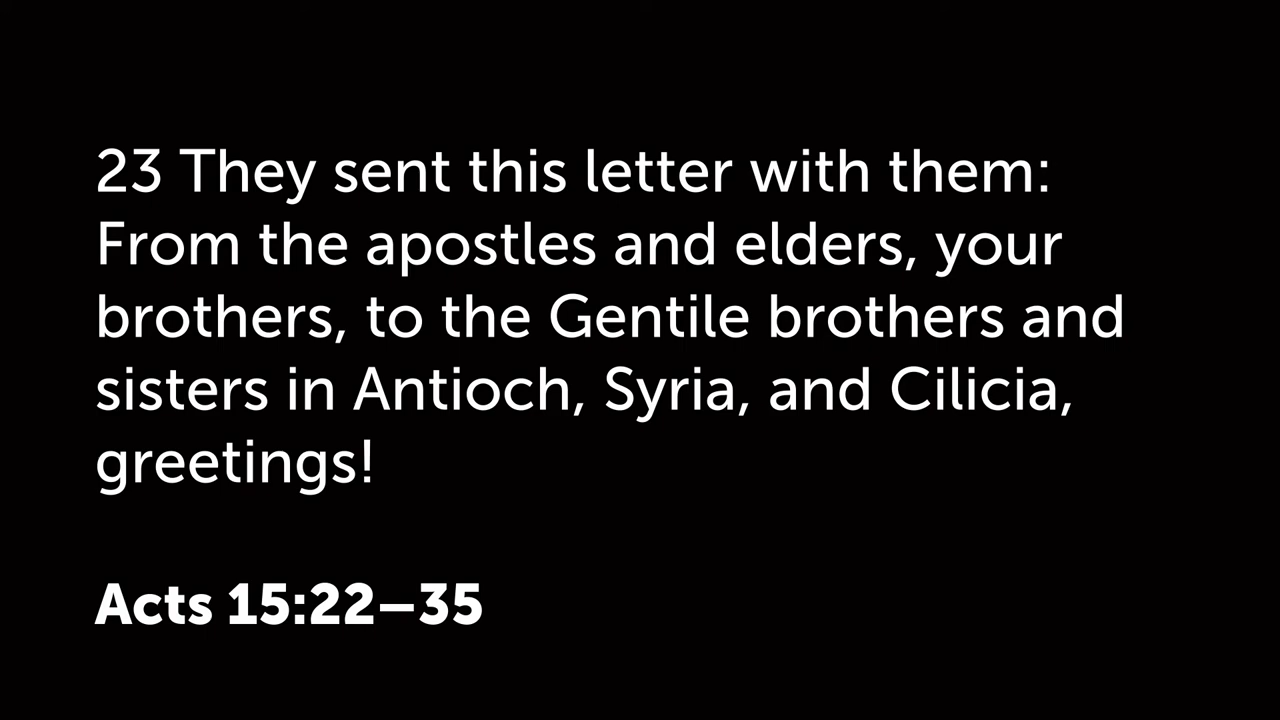 23 They sent this letter with them:
From the apostles and elders, your
brothers, to the Gentile brothers and
sisters in Antioch, Syria, and Cilicia,
greetings!
Acts 15:22–35